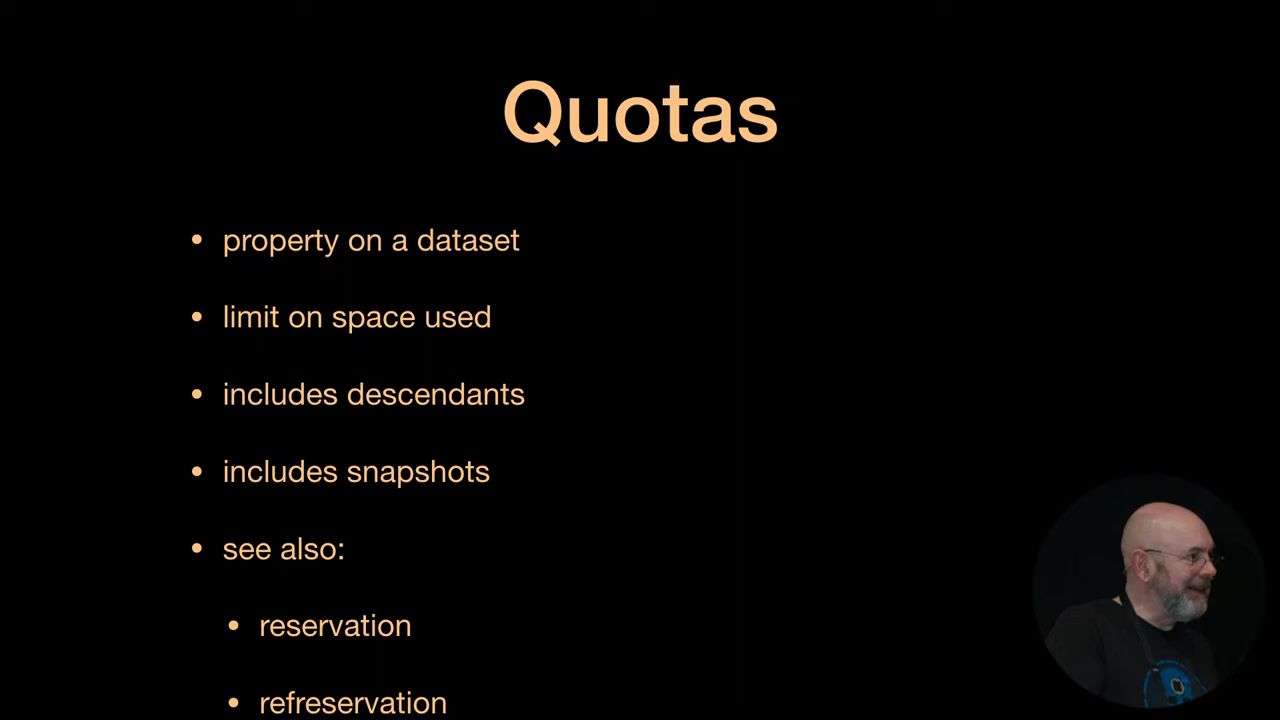 Quotas
• property on a dataset
• limit on space used
• includes descendants
• includes snapshots
• see also:
• reservation
• refreservation